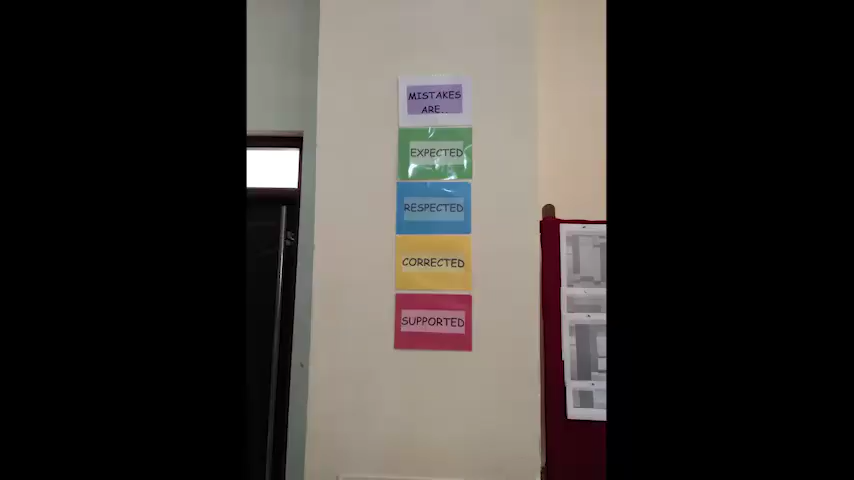 MISTAKES
ARE...
EXPECTED
RESPECTED
CORRECTED
SUPPORTED